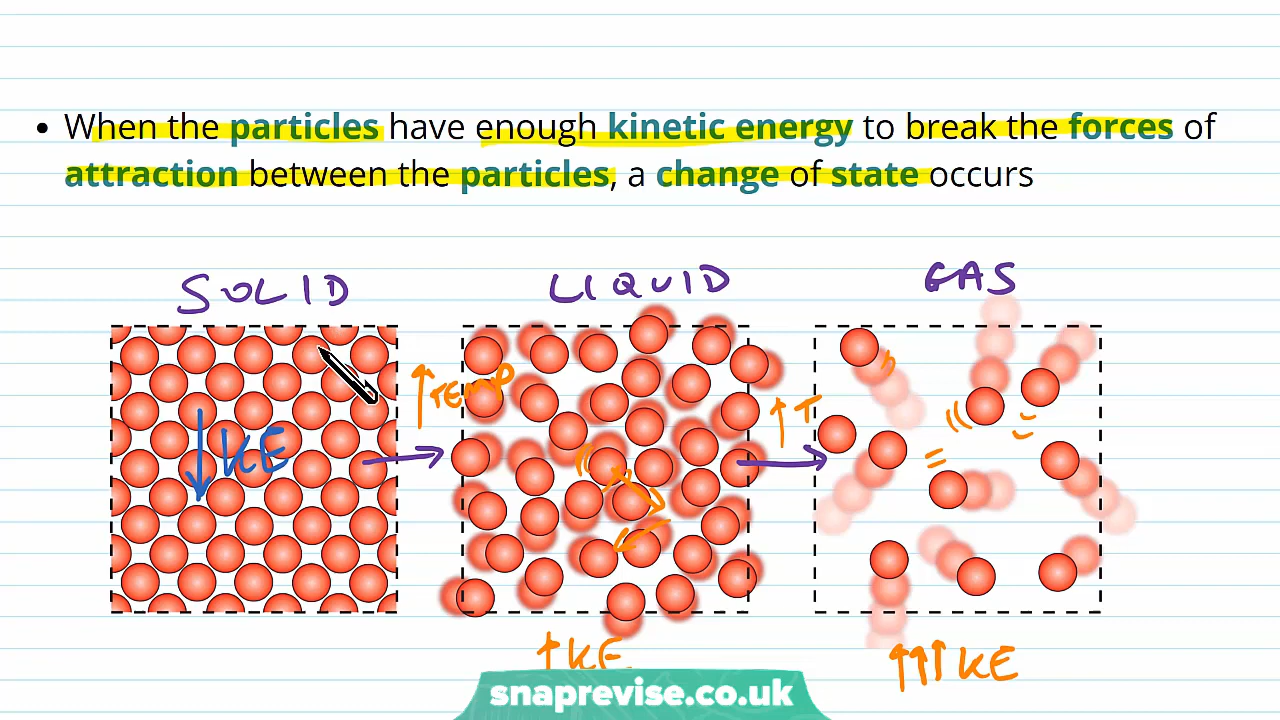 • When the particles have enough kinetic energy to break the forces of
attraction between the particles, a change of state occurs
SOLID
LIQUID
GAS
↑ TEMP
↑ T
↓ KE
↑ KE
↑↑↑ KE
snaprevise.co.uk